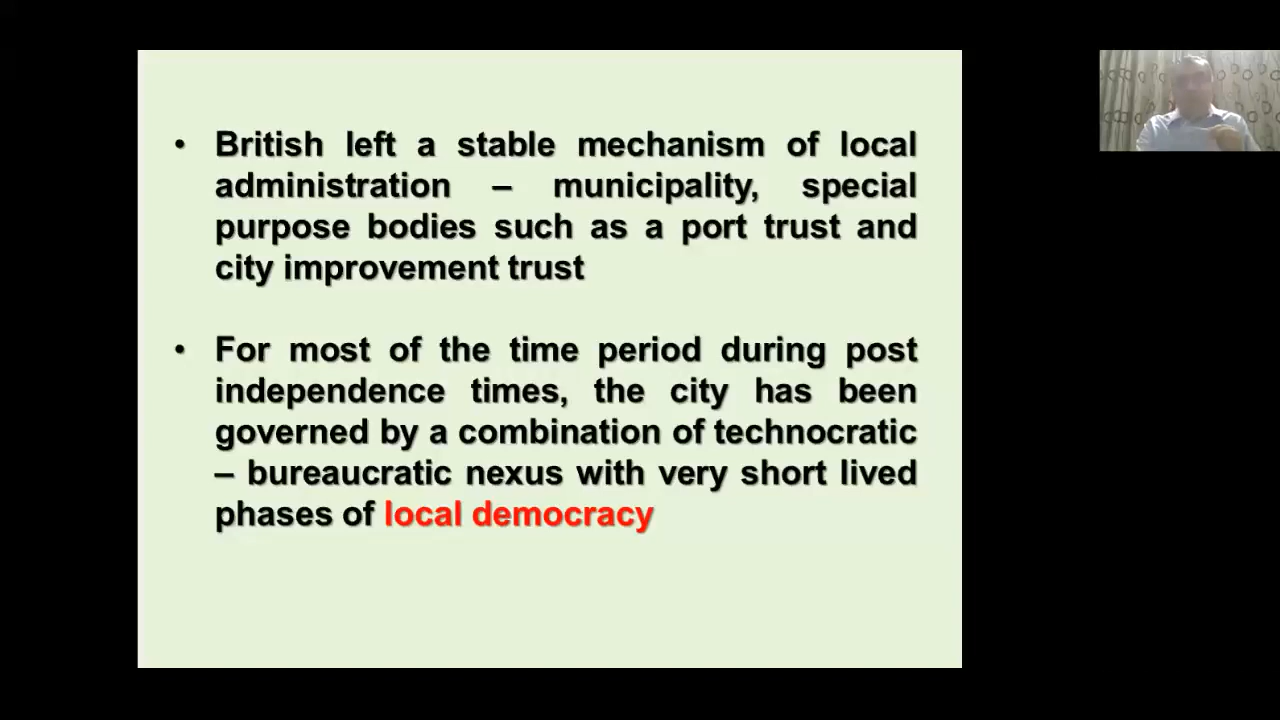 • British left a stable mechanism of local
administration – municipality, special
purpose bodies such as a port trust and
city improvement trust
• For most of the time period during post
independence times, the city has been
governed by a combination of technocratic
– bureaucratic nexus with very short lived
phases of local democracy